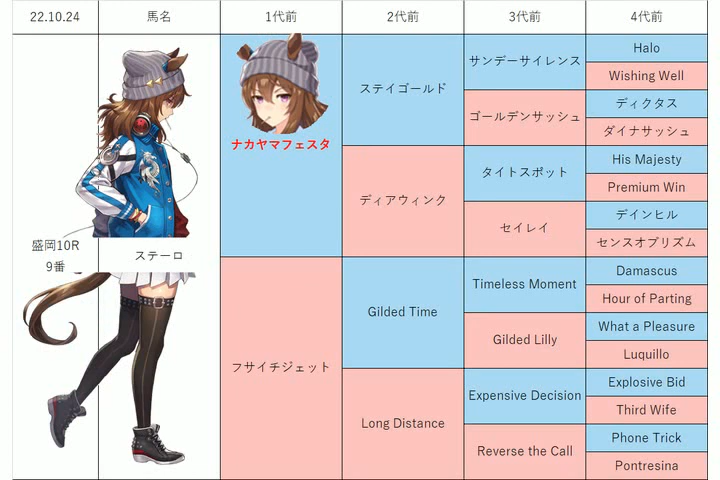 22.10.24
馬名
1代前
2代前
3代前
4代前
盛岡10R
9番
ステーロ
ナカヤマフェスタ
フサイチジェット
ステイゴールド
ディアウィンク
Gilded Time
Long Distance
サンデーサイレンス
ゴールデンサッシュ
タイトスポット
セイレイ
Timeless Moment
Gilded Lilly
Expensive Decision
Reverse the Call
Halo
Wishing Well
ディクタス
ダイナサッシュ
His Majesty
Premium Win
デインヒル
センスオブリズム
Damascus
Hour of Parting
What a Pleasure
Luquillo
Explosive Bid
Third Wife
Phone Trick
Pontresina